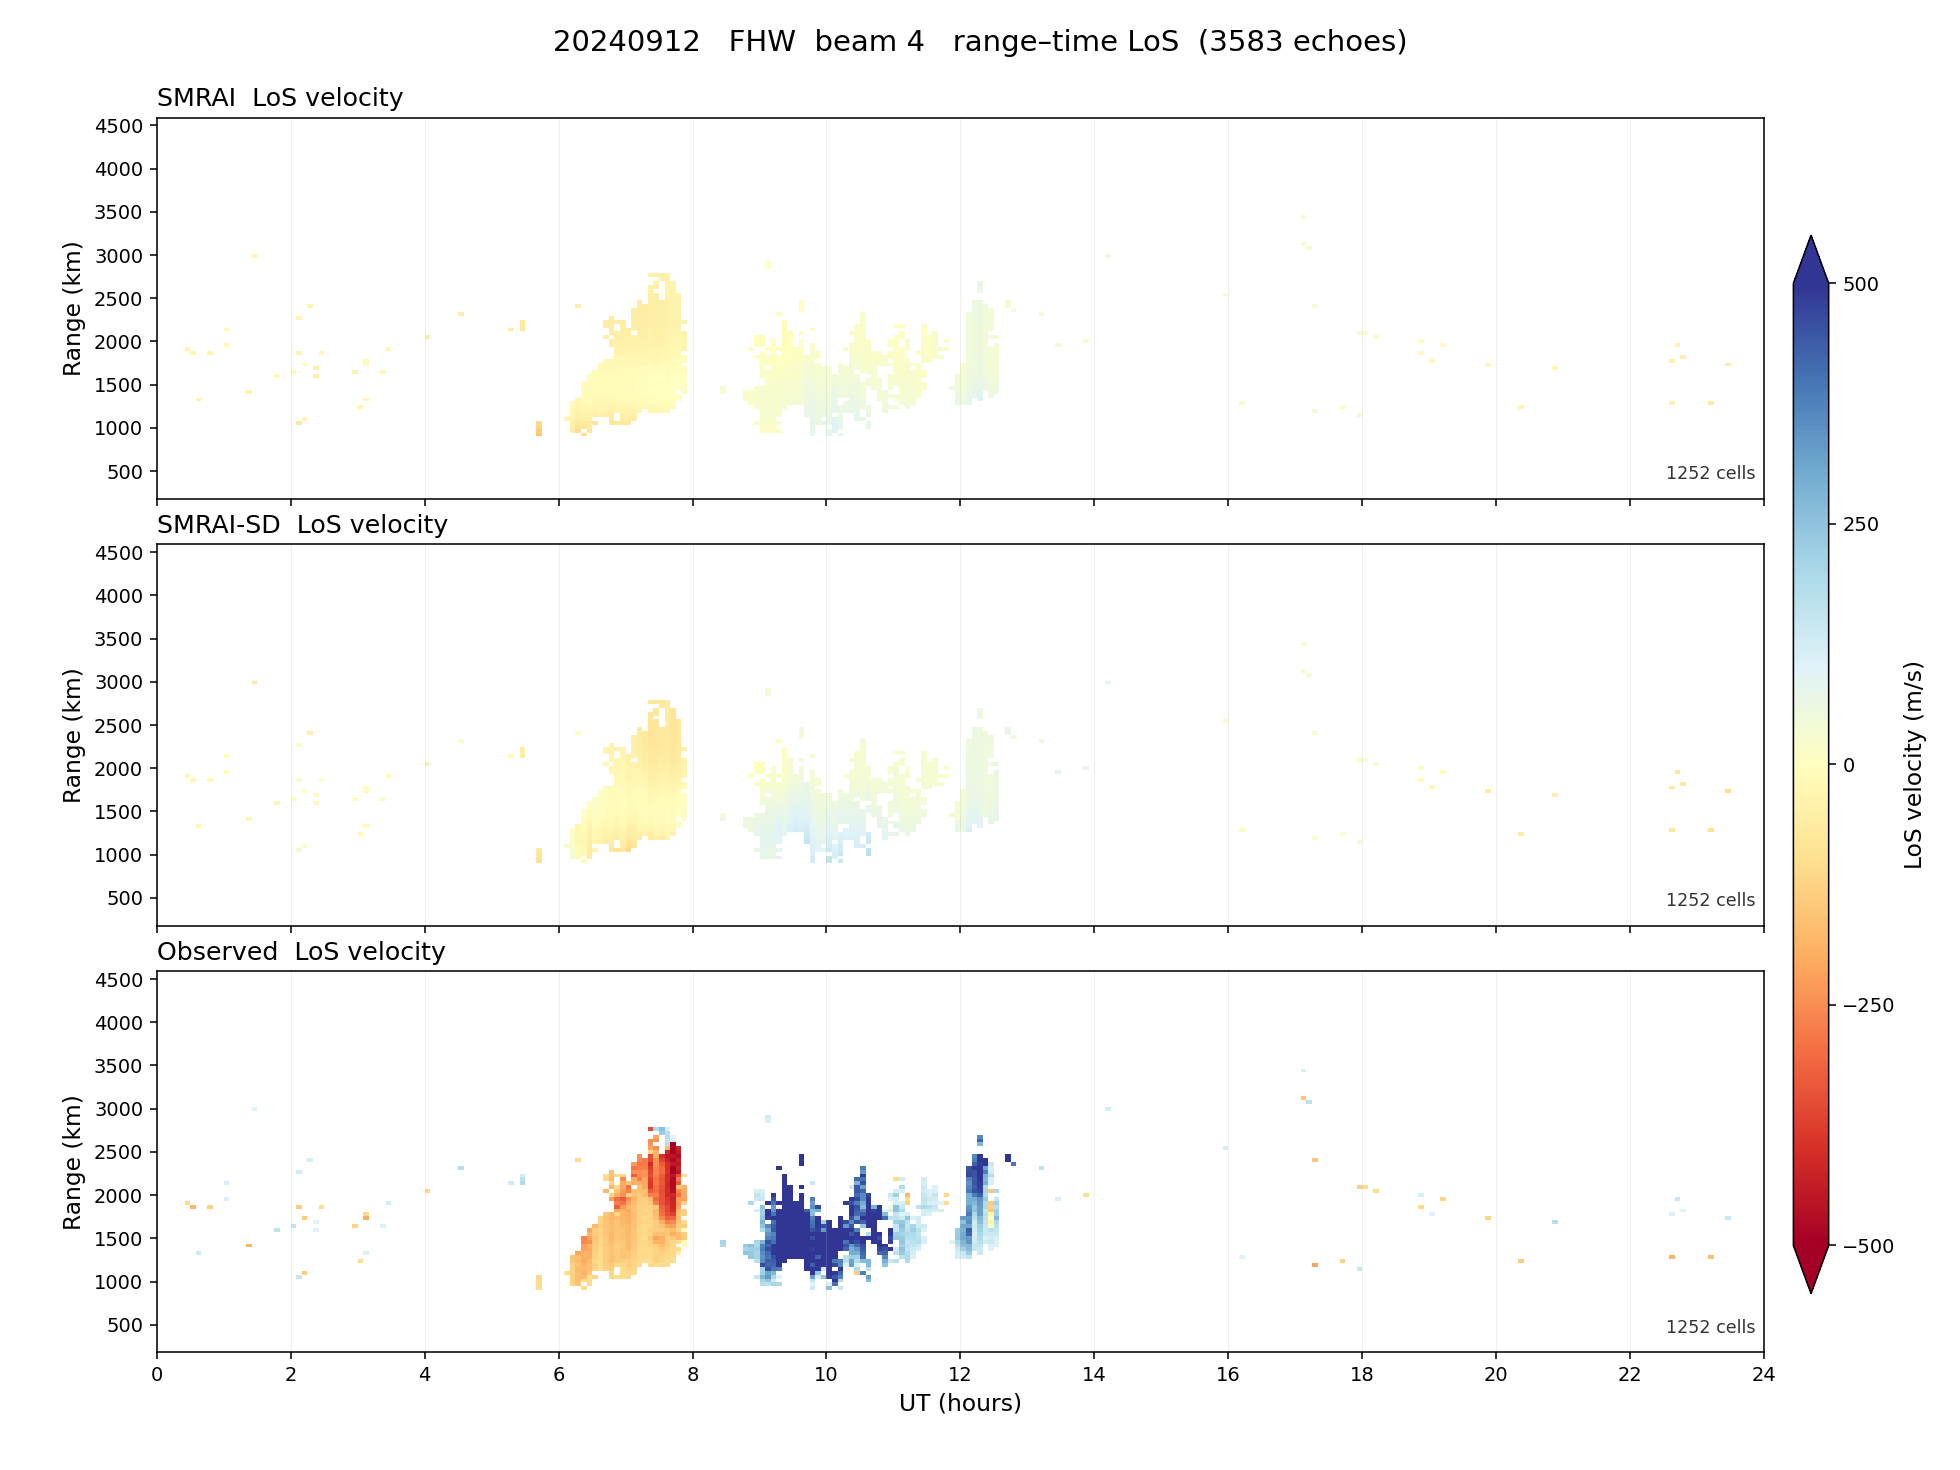 20240912   FHW  beam 4   range–time LoS  (3583 echoes)
SMRAI  LoS velocity
4500
4000
3500
3000
2500
2000
1500
1000
500
Range (km)
1252 cells
SMRAI-SD  LoS velocity
4500
4000
3500
3000
2500
2000
1500
1000
500
Range (km)
1252 cells
Observed  LoS velocity
4500
4000
3500
3000
2500
2000
1500
1000
500
Range (km)
1252 cells
0 2 4 6 8 10 12 14 16 18 20 22 24
UT (hours)
500
250
0
−250
−500
LoS velocity (m/s)